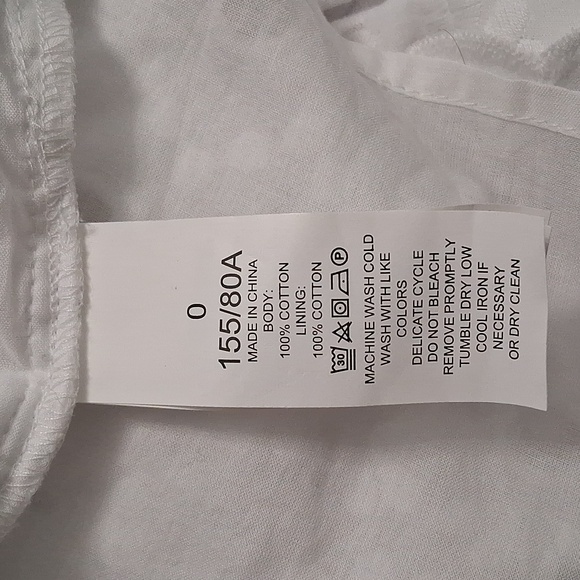 0
155/80A
MADE IN CHINA
BODY:
100% COTTON
LINING:
100% COTTON
30 P
MACHINE WASH COLD
WASH WITH LIKE
COLORS
DELICATE CYCLE
DO NOT BLEACH
REMOVE PROMPTLY
TUMBLE DRY LOW
COOL IRON IF
NECESSARY
OR DRY CLEAN